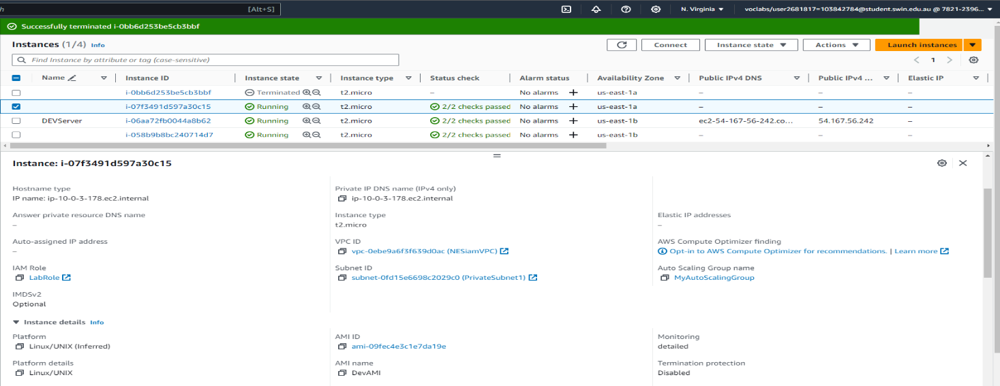 h [Alt+S] N. Virginia voclabs/user2681817=103842784@student.swin.edu.au @ 7821-2396...
Successfully terminated i-0bb6d253be5cb3bbf
Instances (1/4) Info Connect Instance state Actions Launch instances
Find Instance by attribute or tag (case-sensitive) 1
Name Instance ID Instance state Instance type Status check Alarm status Availability Zone Public IPv4 DNS Public IPv4 ... Elastic IP
i-0bb6d253be5cb3bbf Terminated t2.micro – No alarms + us-east-1a – – –
i-07f3491d597a30c15 Running t2.micro 2/2 checks passed No alarms + us-east-1a – – –
DEVServer i-06aa72fb0044a8b62 Running t2.micro 2/2 checks passed No alarms + us-east-1b ec2-54-167-56-242.co... 54.167.56.242 –
i-058b9b8bc240714d7 Running t2.micro 2/2 checks passed No alarms + us-east-1b – – –
Instance: i-07f3491d597a30c15
Hostname type Private IP DNS name (IPv4 only)
IP name: ip-10-0-3-178.ec2.internal ip-10-0-3-178.ec2.internal
Answer private resource DNS name Instance type Elastic IP addresses
– t2.micro –
Auto-assigned IP address VPC ID AWS Compute Optimizer finding
– vpc-0ebe9a6f3f639d0ac (NESiamVPC) Opt-in to AWS Compute Optimizer for recommendations. | Learn more
IAM Role Subnet ID Auto Scaling Group name
LabRole subnet-0fd15e6698c2029c0 (PrivateSubnet1) MyAutoScalingGroup
IMDSv2
Optional
Instance details Info
Platform AMI ID Monitoring
Linux/UNIX (Inferred) ami-09fec4e3c1e7da19e detailed
Platform details AMI name Termination protection
Linux/UNIX DevAMI Disabled